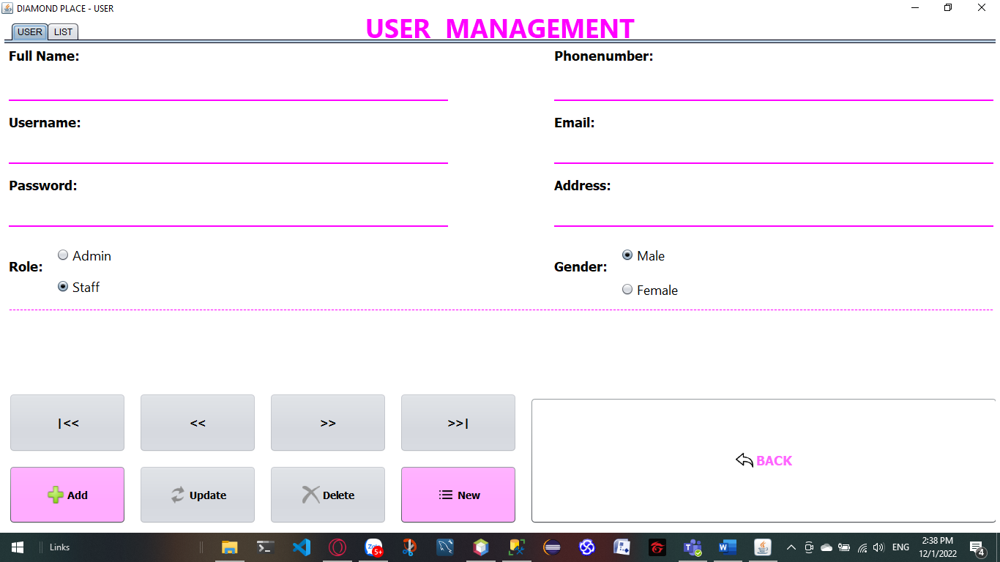 DIAMOND PLACE - USER
USER MANAGEMENT
USER LIST
Full Name:
Phonenumber:
Username:
Email:
Password:
Address:
Role:
Admin
Staff
Gender:
Male
Female
|<<
<<
>>
>>|
BACK
Add
Update
Delete
New
Links
5+
ENG
2:38 PM
12/1/2022
4